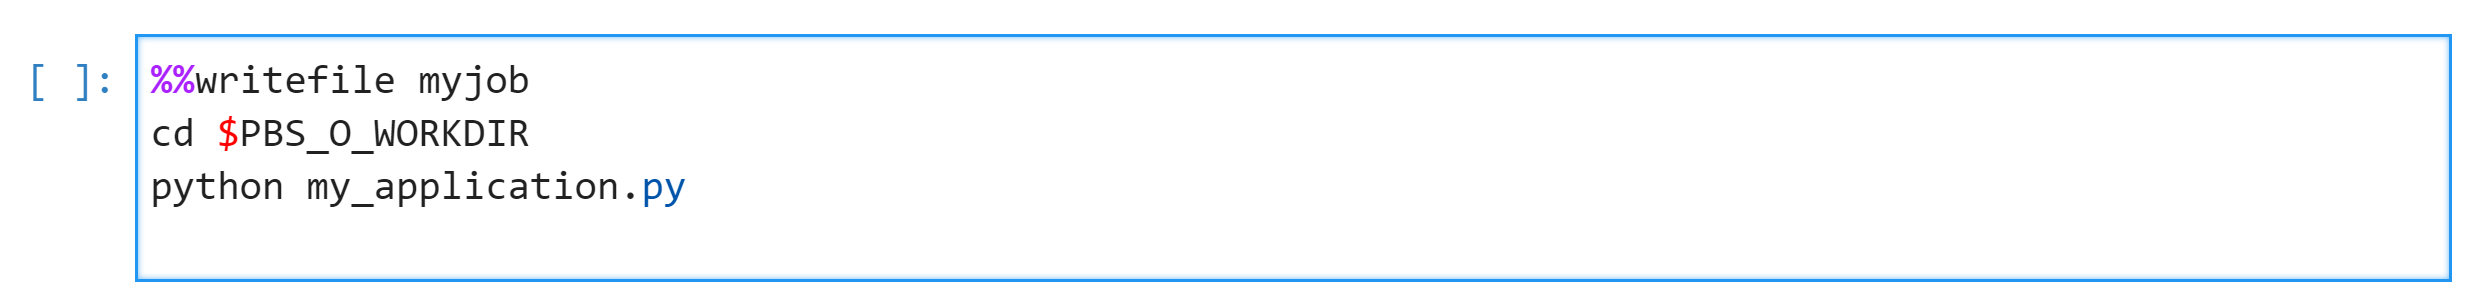 [ ]: %%writefile myjob
cd $PBS_O_WORKDIR
python my_application.py